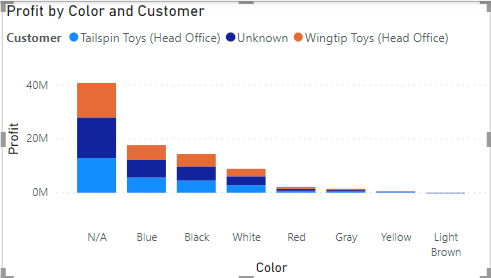 Profit by Color and Customer
Customer Tailspin Toys (Head Office) Unknown Wingtip Toys (Head Office)
40M
20M
0M
Profit
N/A Blue Black White Red Gray Yellow Light Brown
Color